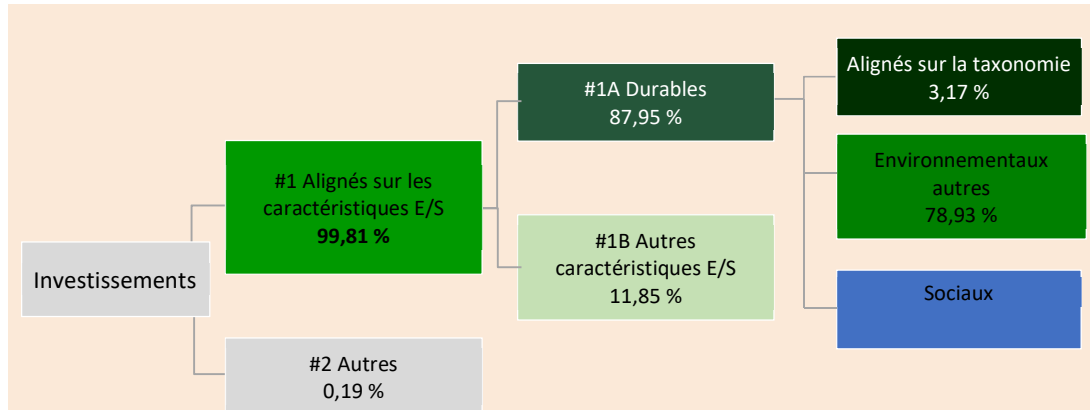 Investissements
#1 Alignés sur les
caractéristiques E/S
99,81 %
#2 Autres
0,19 %
#1A Durables
87,95 %
#1B Autres
caractéristiques E/S
11,85 %
Alignés sur la taxonomie
3,17 %
Environnementaux
autres
78,93 %
Sociaux